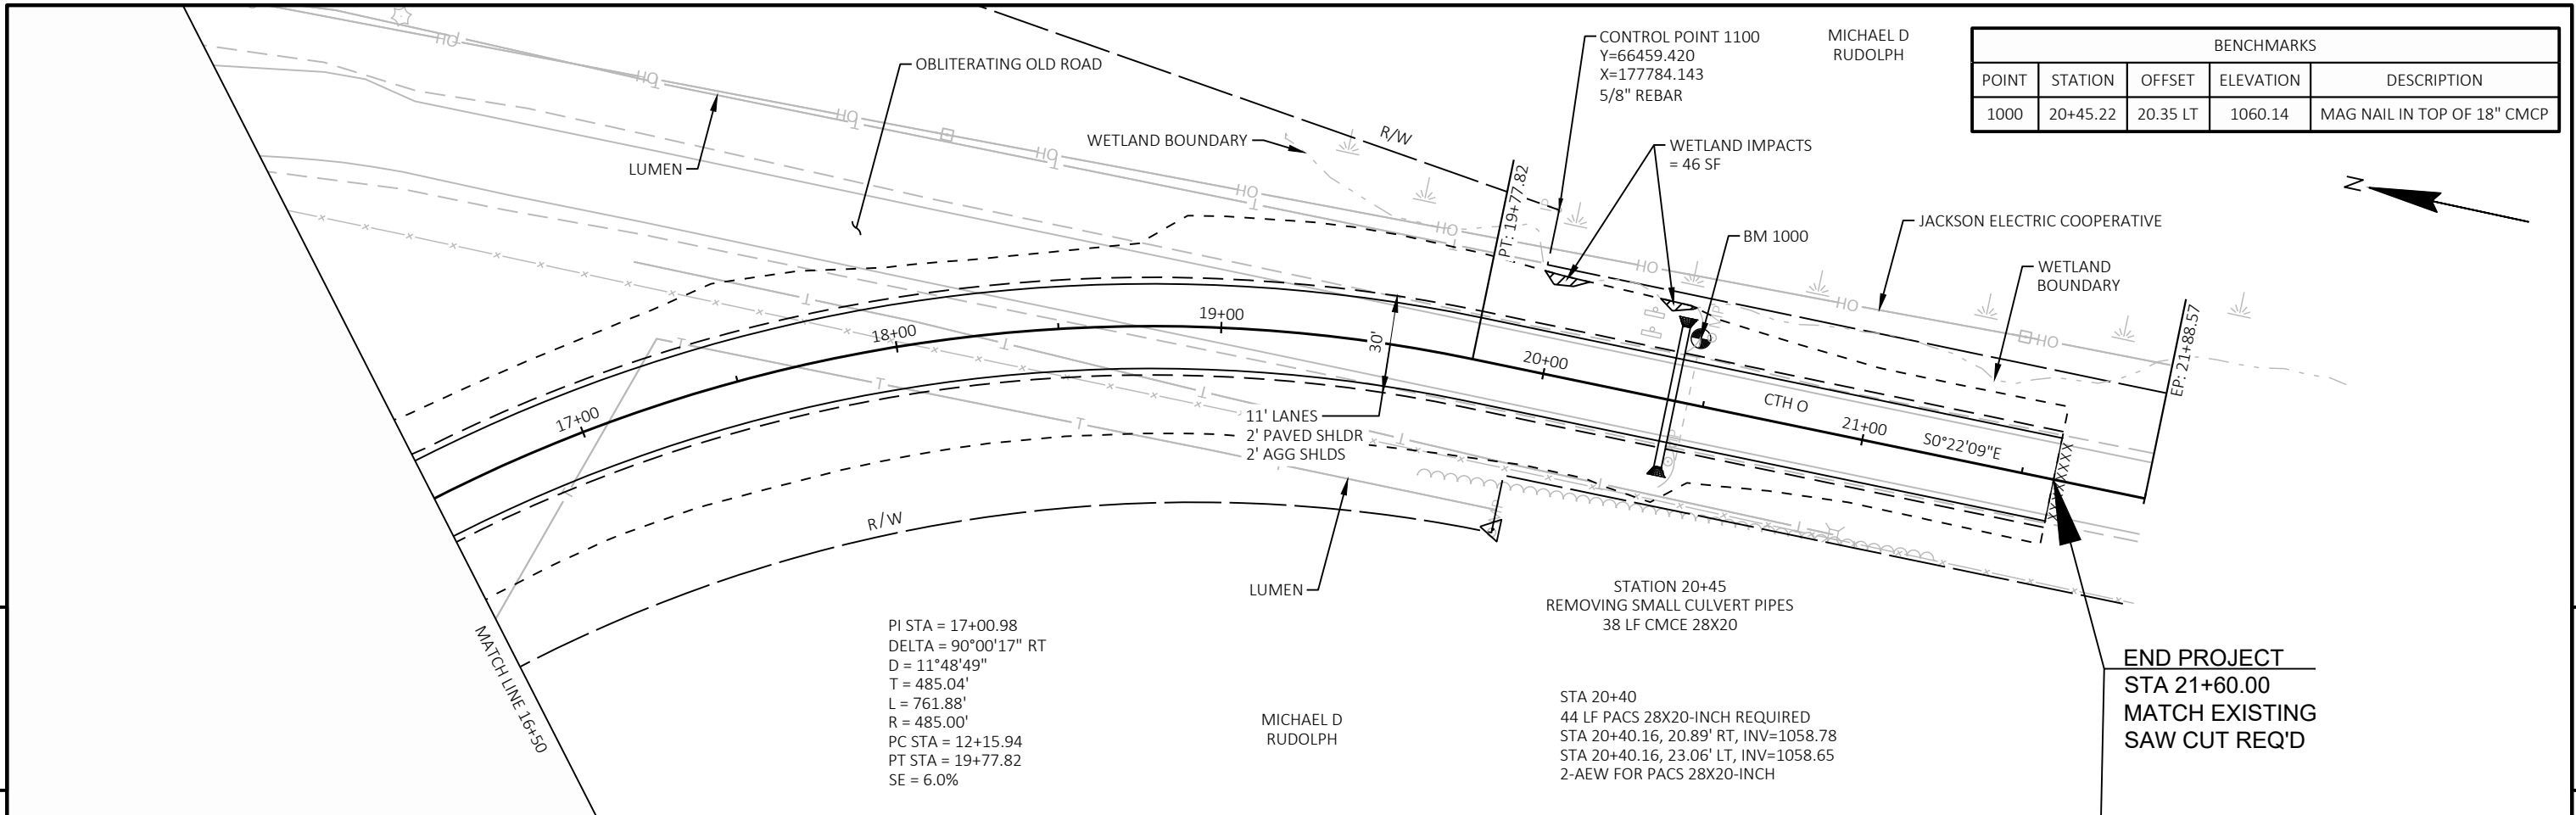 OBLITERATING OLD ROAD
LUMEN
WETLAND BOUNDARY
R/W
CONTROL POINT 1100
Y=66459.420
X=177784.143
5/8" REBAR
MICHAEL D
RUDOLPH
BENCHMARKS
POINT STATION OFFSET ELEVATION DESCRIPTION
1000 20+45.22 20.35 LT 1060.14 MAG NAIL IN TOP OF 18" CMCP
WETLAND IMPACTS
= 46 SF
PT: 19+77.82
BM 1000
JACKSON ELECTRIC COOPERATIVE
WETLAND
BOUNDARY
N
EP: 21+88.57
17+00
18+00
19+00
20+00
21+00
30'
CTH O
S0°22'09"E
11' LANES
2' PAVED SHLDR
2' AGG SHLDS
R/W
LUMEN
MATCH LINE 16+50
PI STA = 17+00.98
DELTA = 90°00'17" RT
D = 11°48'49"
T = 485.04'
L = 761.88'
R = 485.00'
PC STA = 12+15.94
PT STA = 19+77.82
SE = 6.0%
MICHAEL D
RUDOLPH
STATION 20+45
REMOVING SMALL CULVERT PIPES
38 LF CMCE 28X20
STA 20+40
44 LF PACS 28X20-INCH REQUIRED
STA 20+40.16, 20.89' RT, INV=1058.78
STA 20+40.16, 23.06' LT, INV=1058.65
2-AEW FOR PACS 28X20-INCH
END PROJECT
STA 21+60.00
MATCH EXISTING
SAW CUT REQ'D